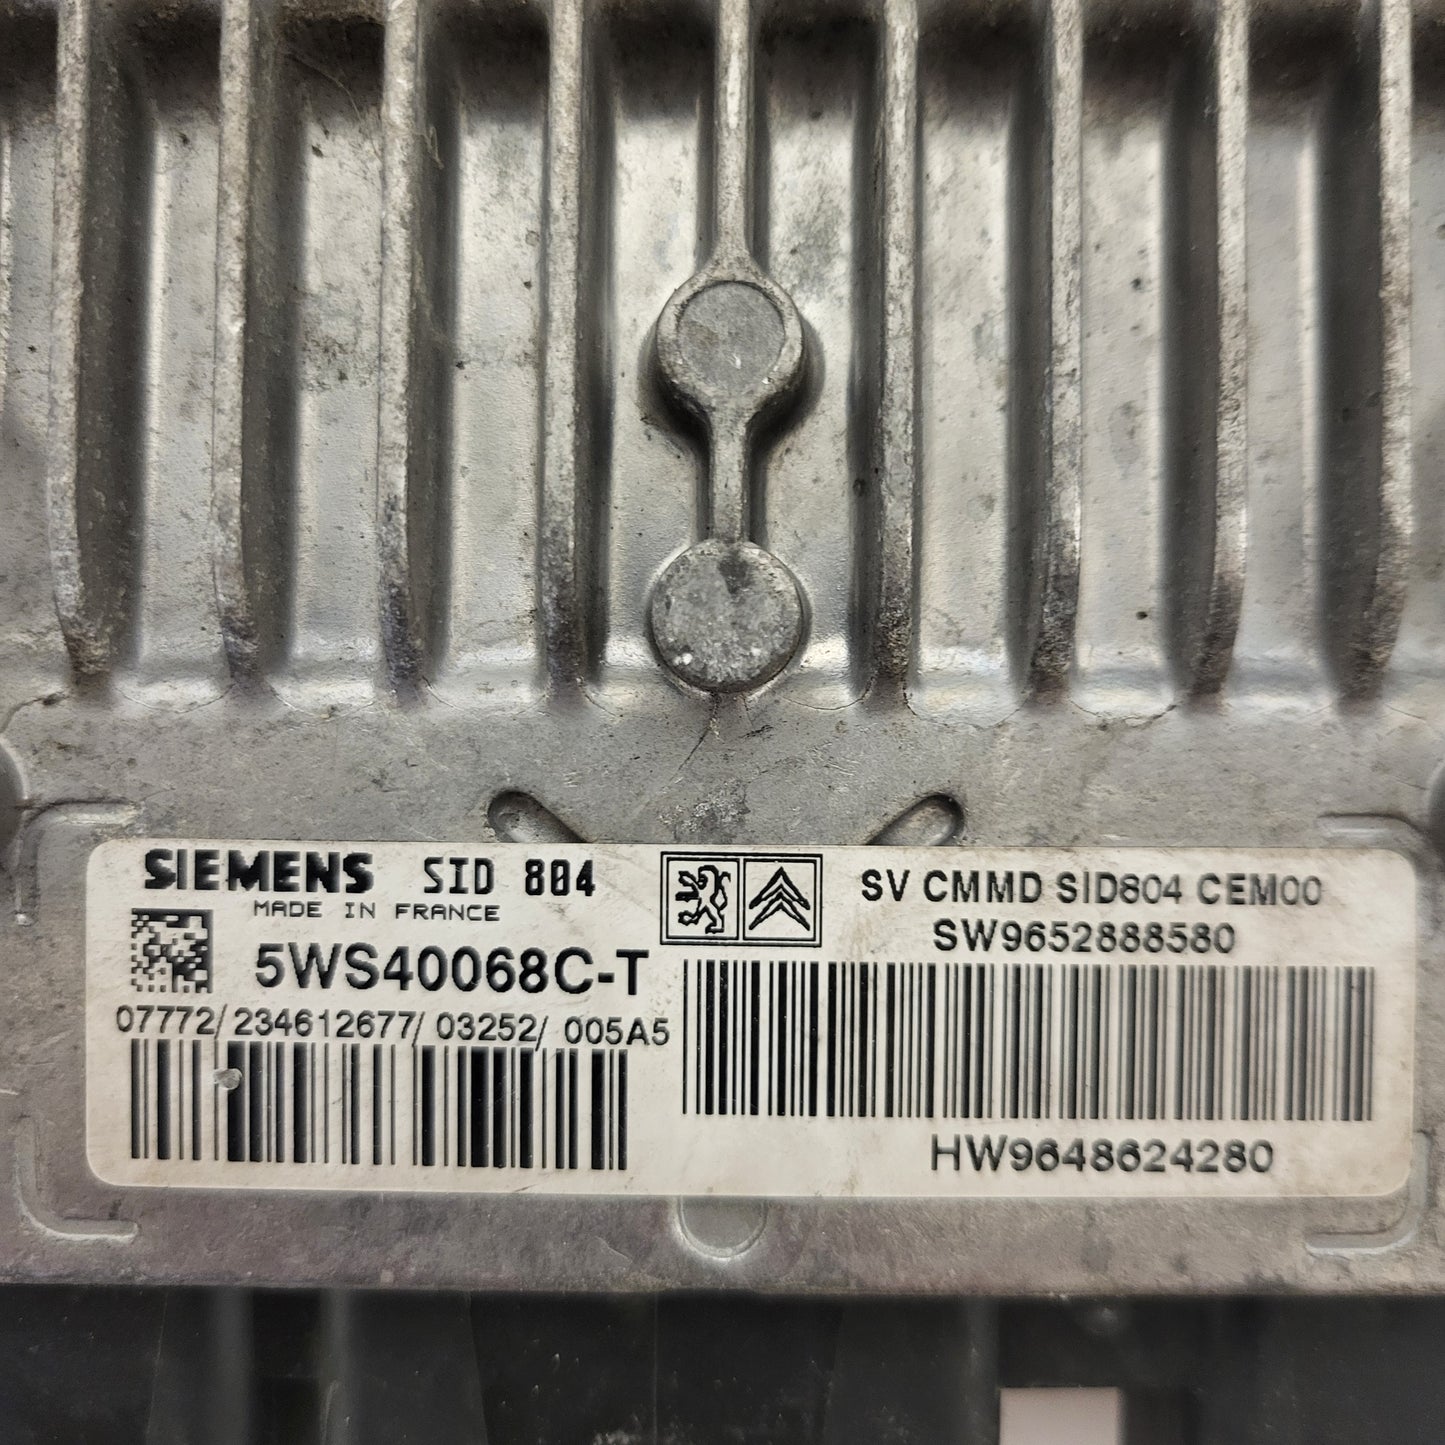 SIEMENS SID 804
MADE IN FRANCE
5WS40068C-T
07772/234612677/03252/ 005A5
SV CMMD SID804 CEM00
SW9652888580
HW9648624280